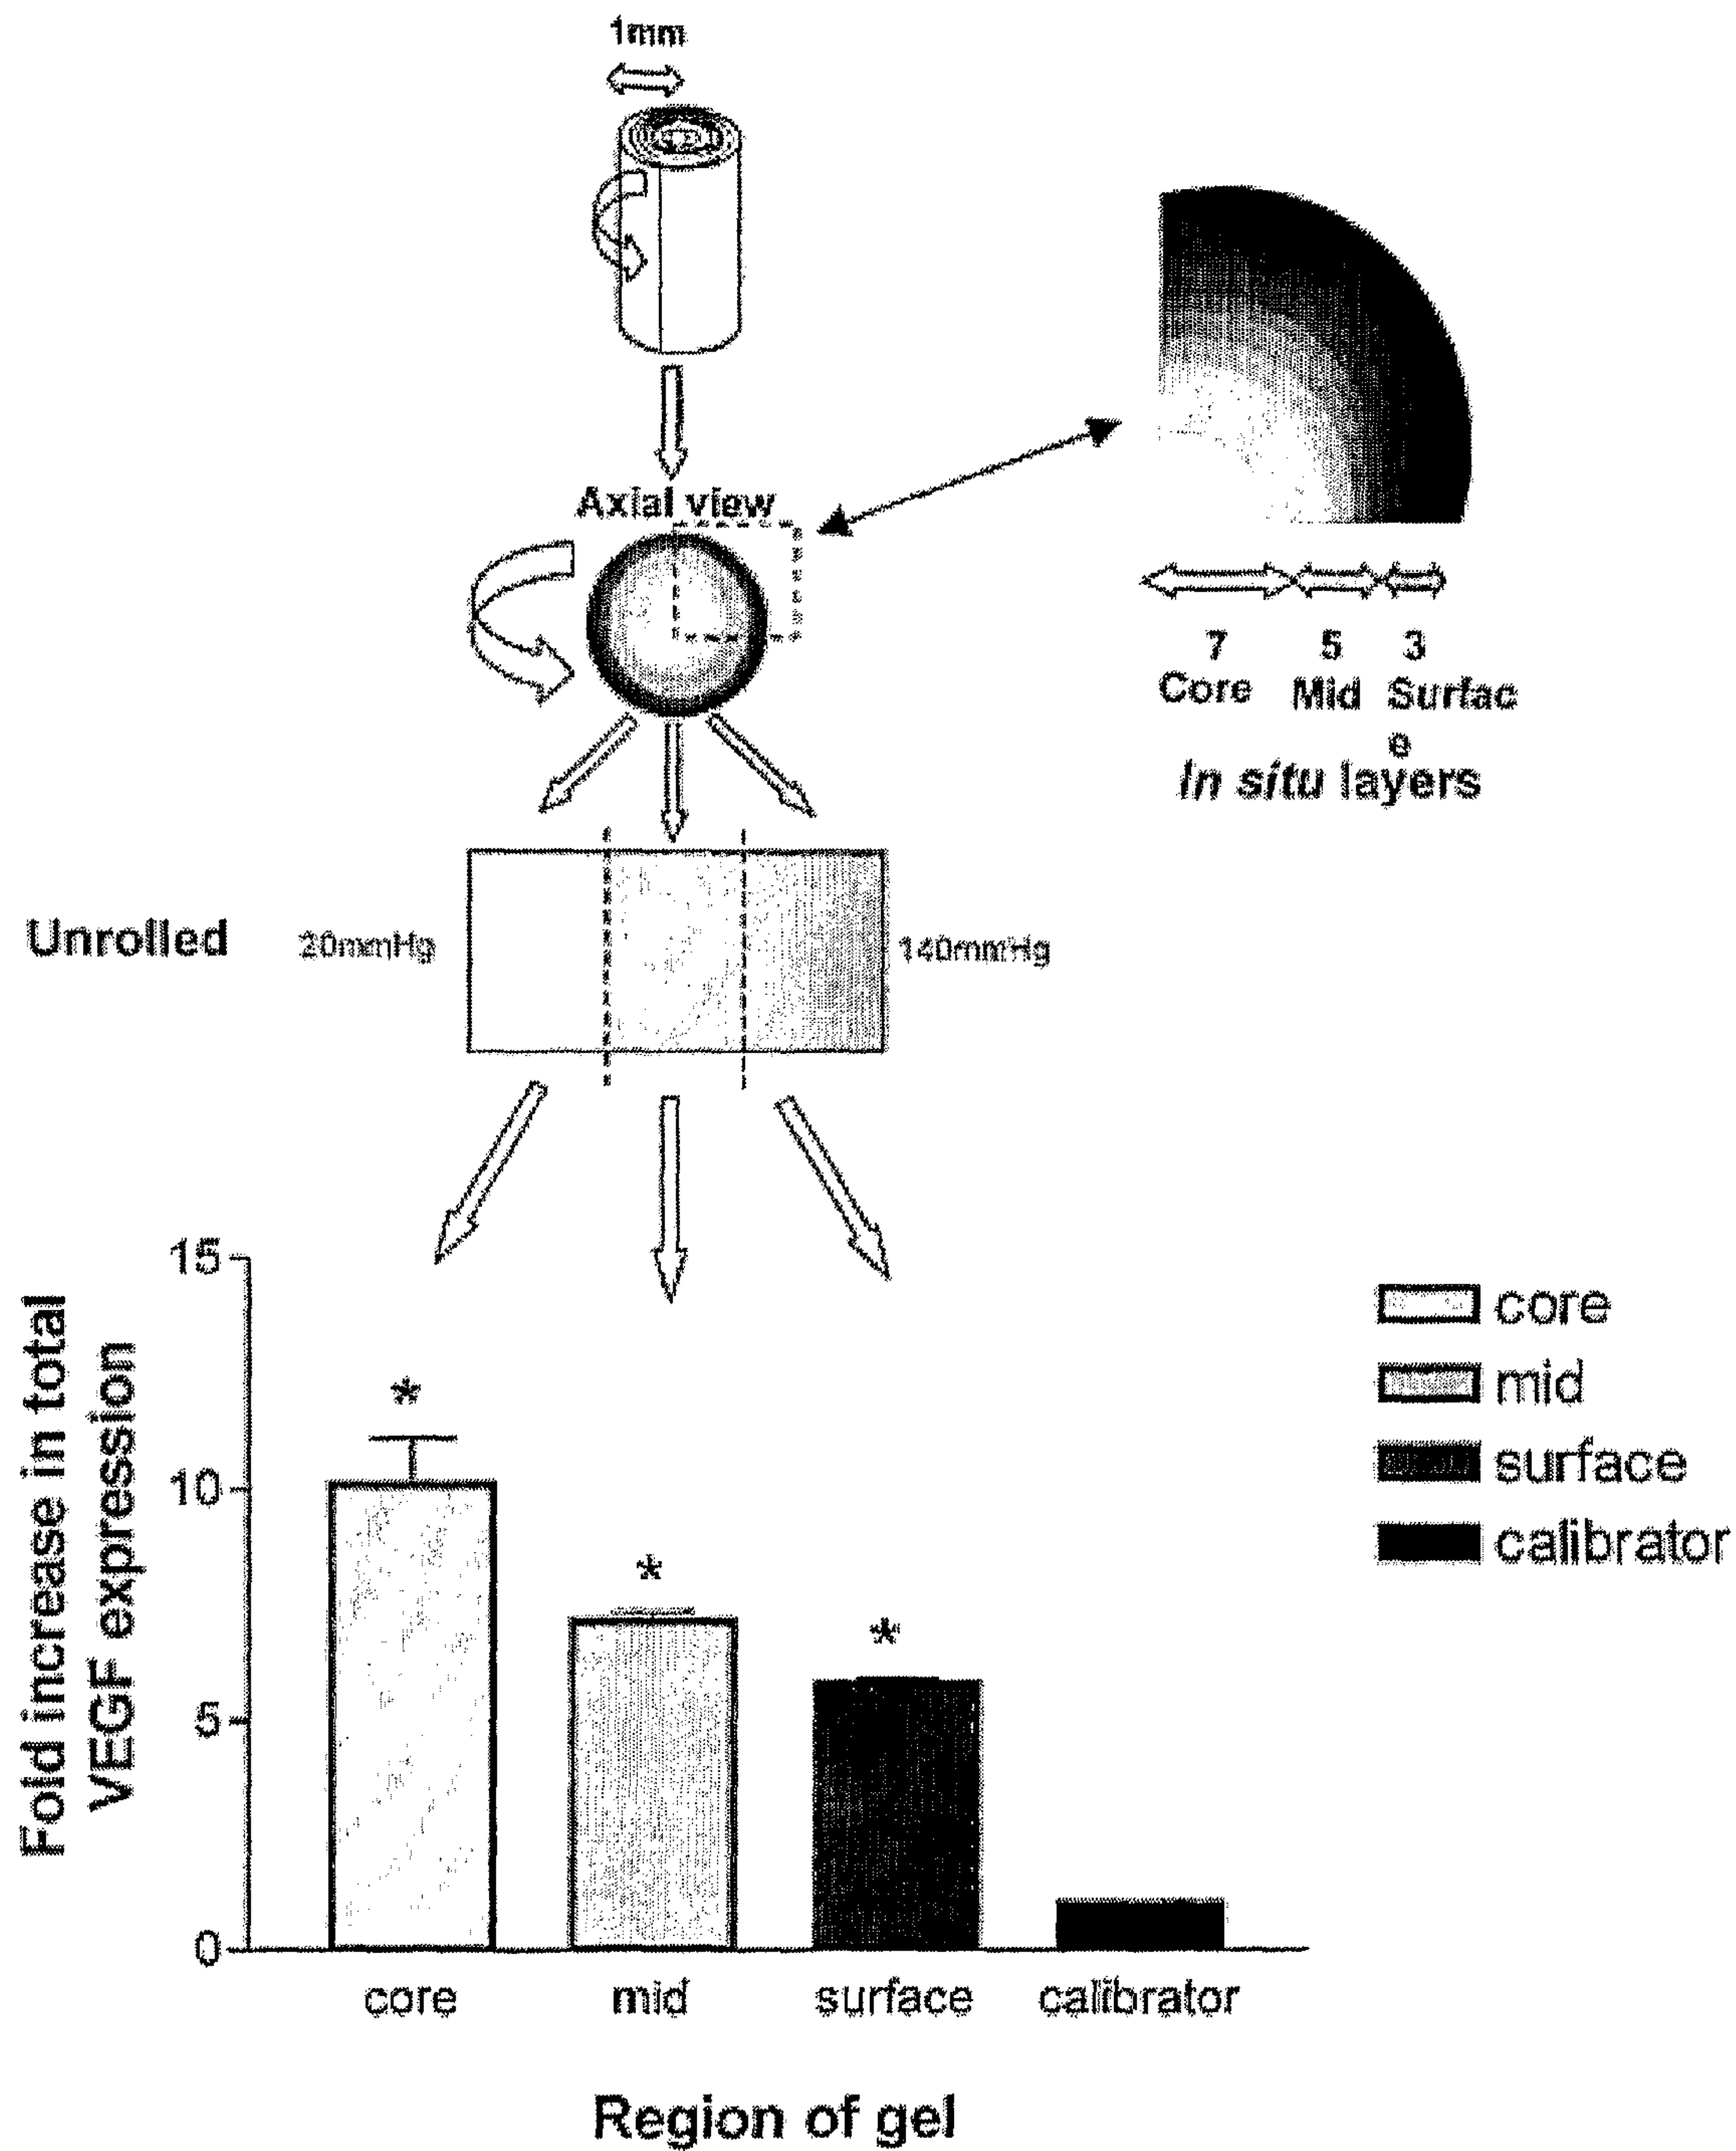 1mm
Axial view
7 5 3
Core Mid Surfac
e
In situ layers
Unrolled 20mmHg 140mmHg
Fold increase in total
VEGF expression
15
10
5
0
*
*
*
core
mid
surface
calibrator
core mid surface calibrator
Region of gel